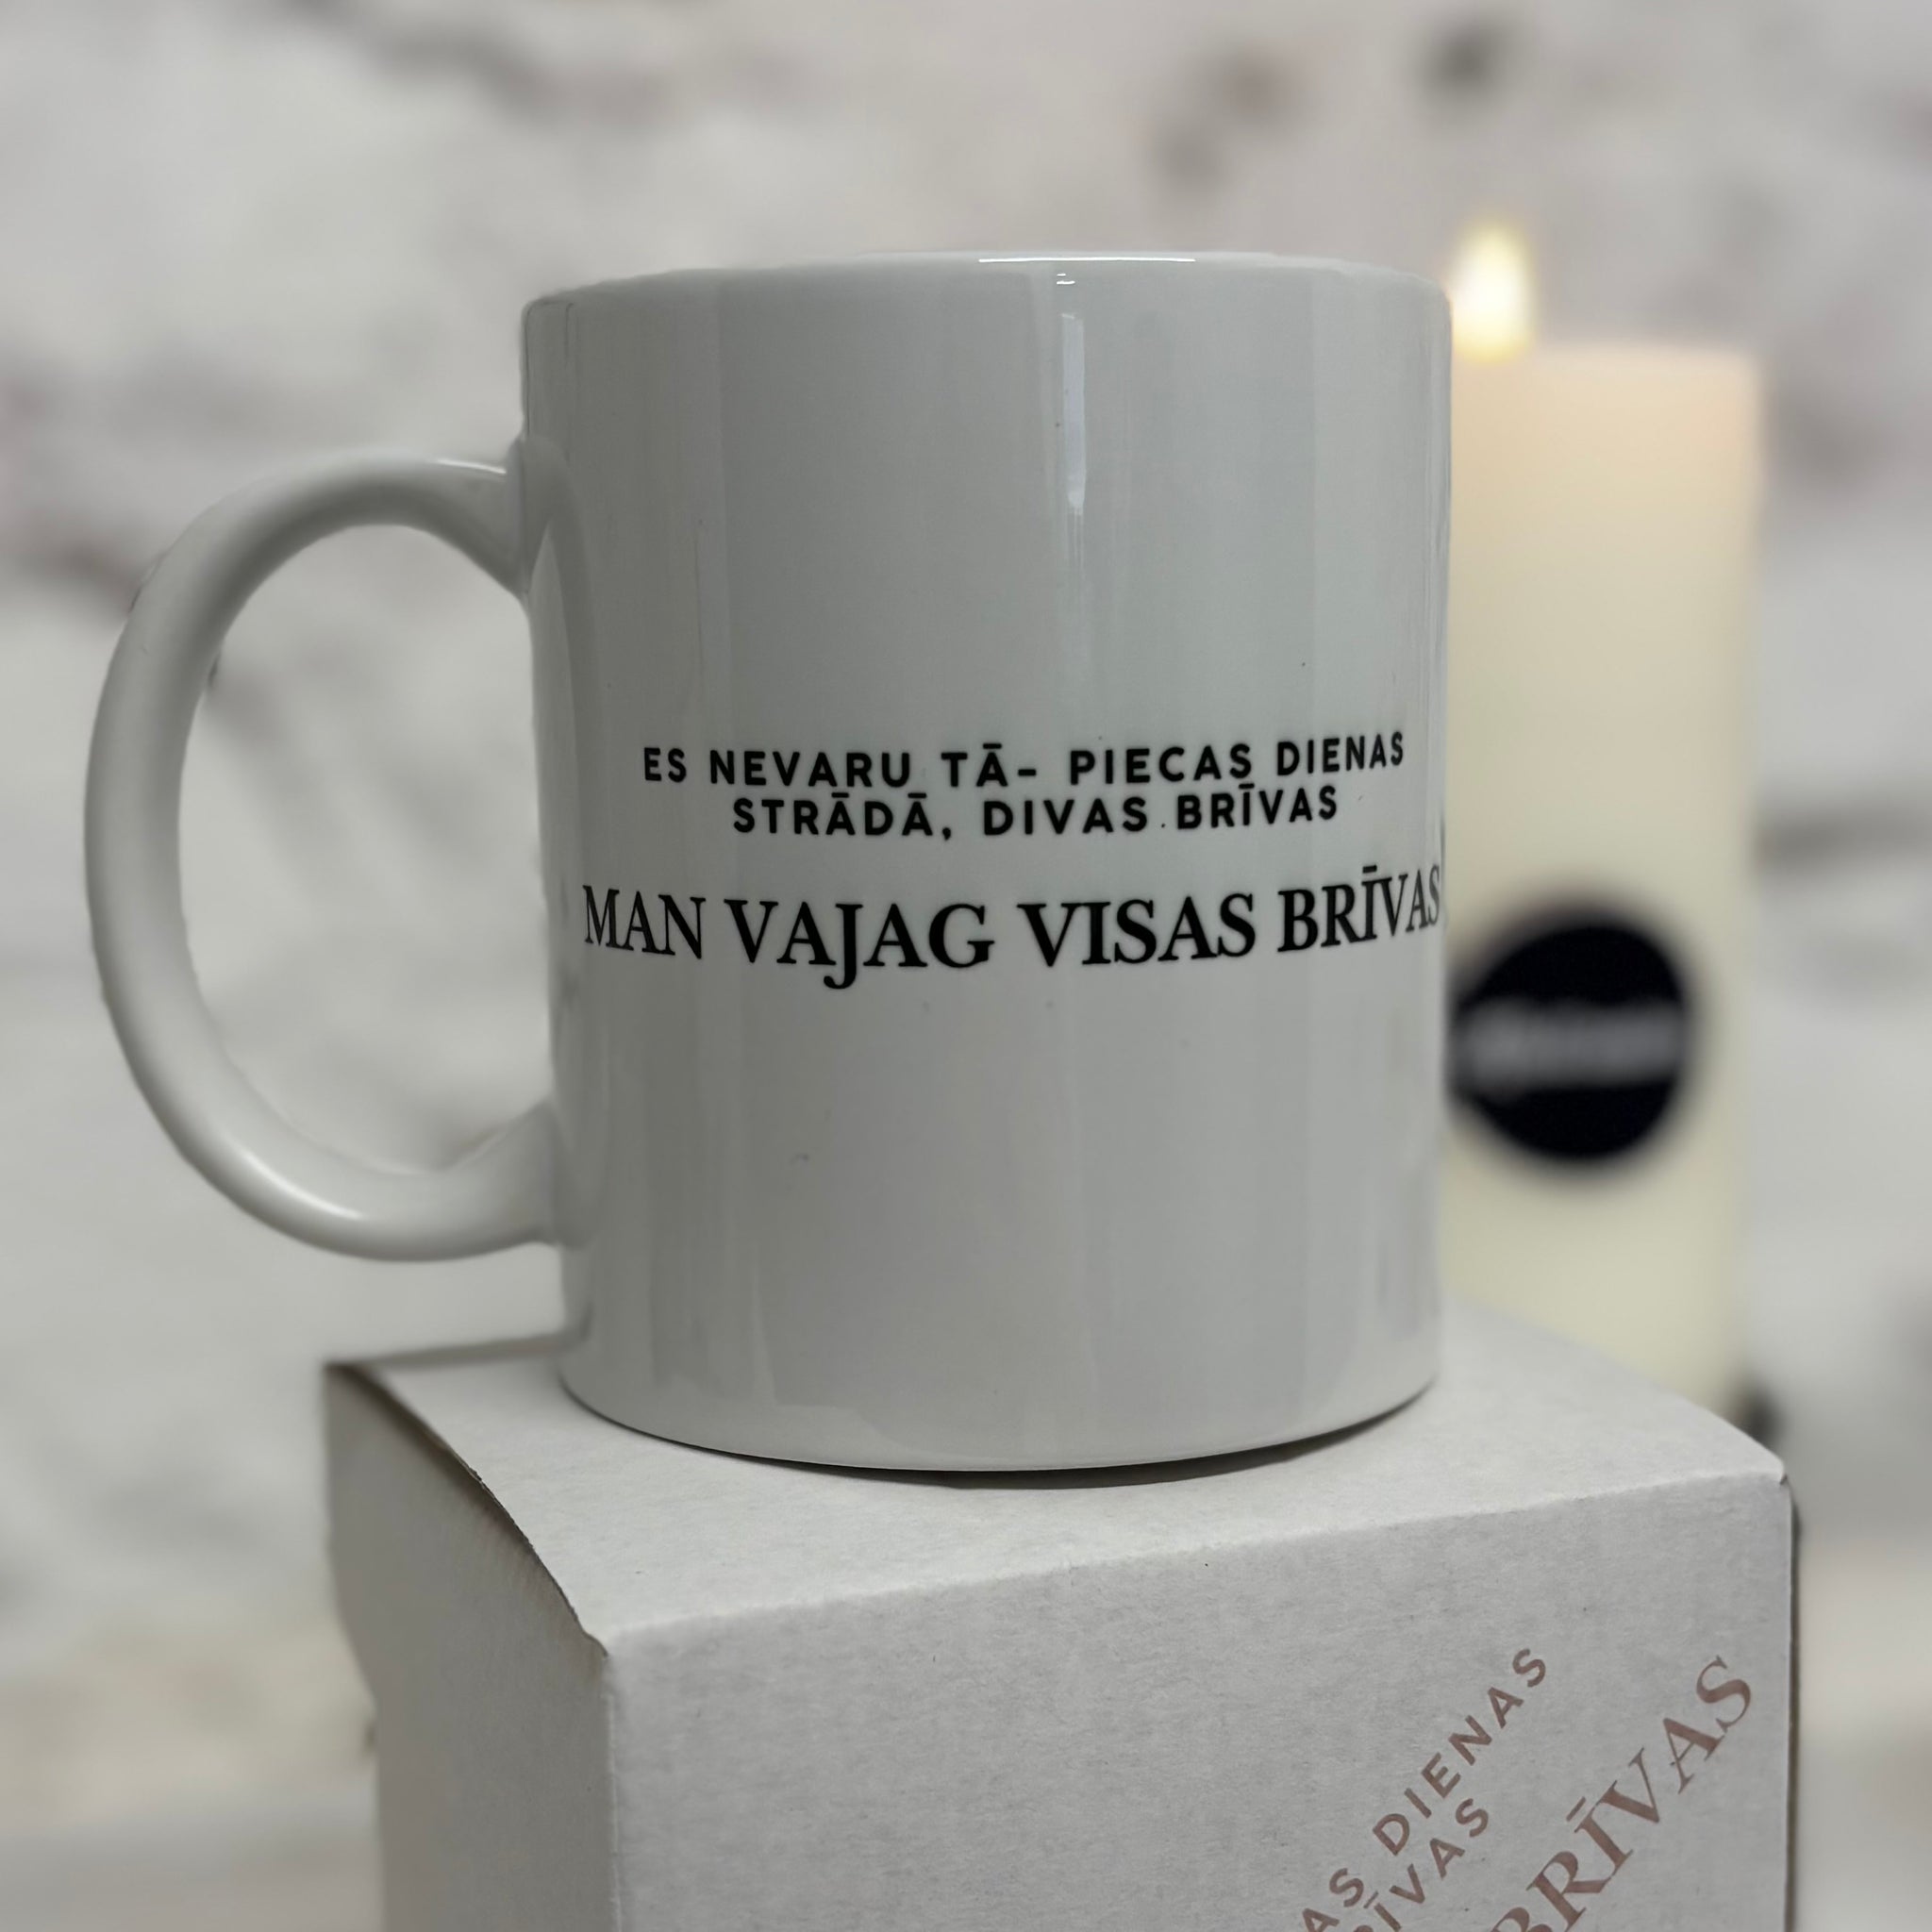 ES NEVARU TĀ- PIECAS DIENAS
STRĀDĀ, DIVAS BRĪVAS
MAN VAJAG VISAS BRĪVAS
DIENAS
BRĪVAS